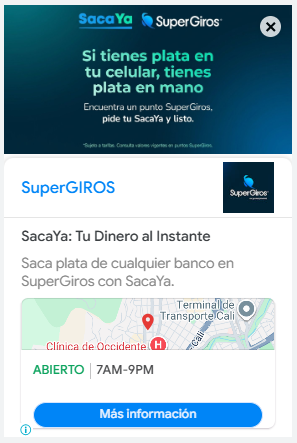 SacaYa SuperGiros
Si tienes plata en
tu celular, tienes
plata en mano
Encuentra un punto SuperGiros,
pide tu SacaYa y listo.
*Sujeto a tarifas. Consulta valores vigentes en puntos SuperGiros.
SuperGIROS
SuperGiros
SacaYa: Tu Dinero al Instante
Saca plata de cualquier banco en
SuperGiros con SacaYa.
Terminal de
Transporte Cali
Clínica de Occidente
H
ABIERTO 7AM-9PM
Más información